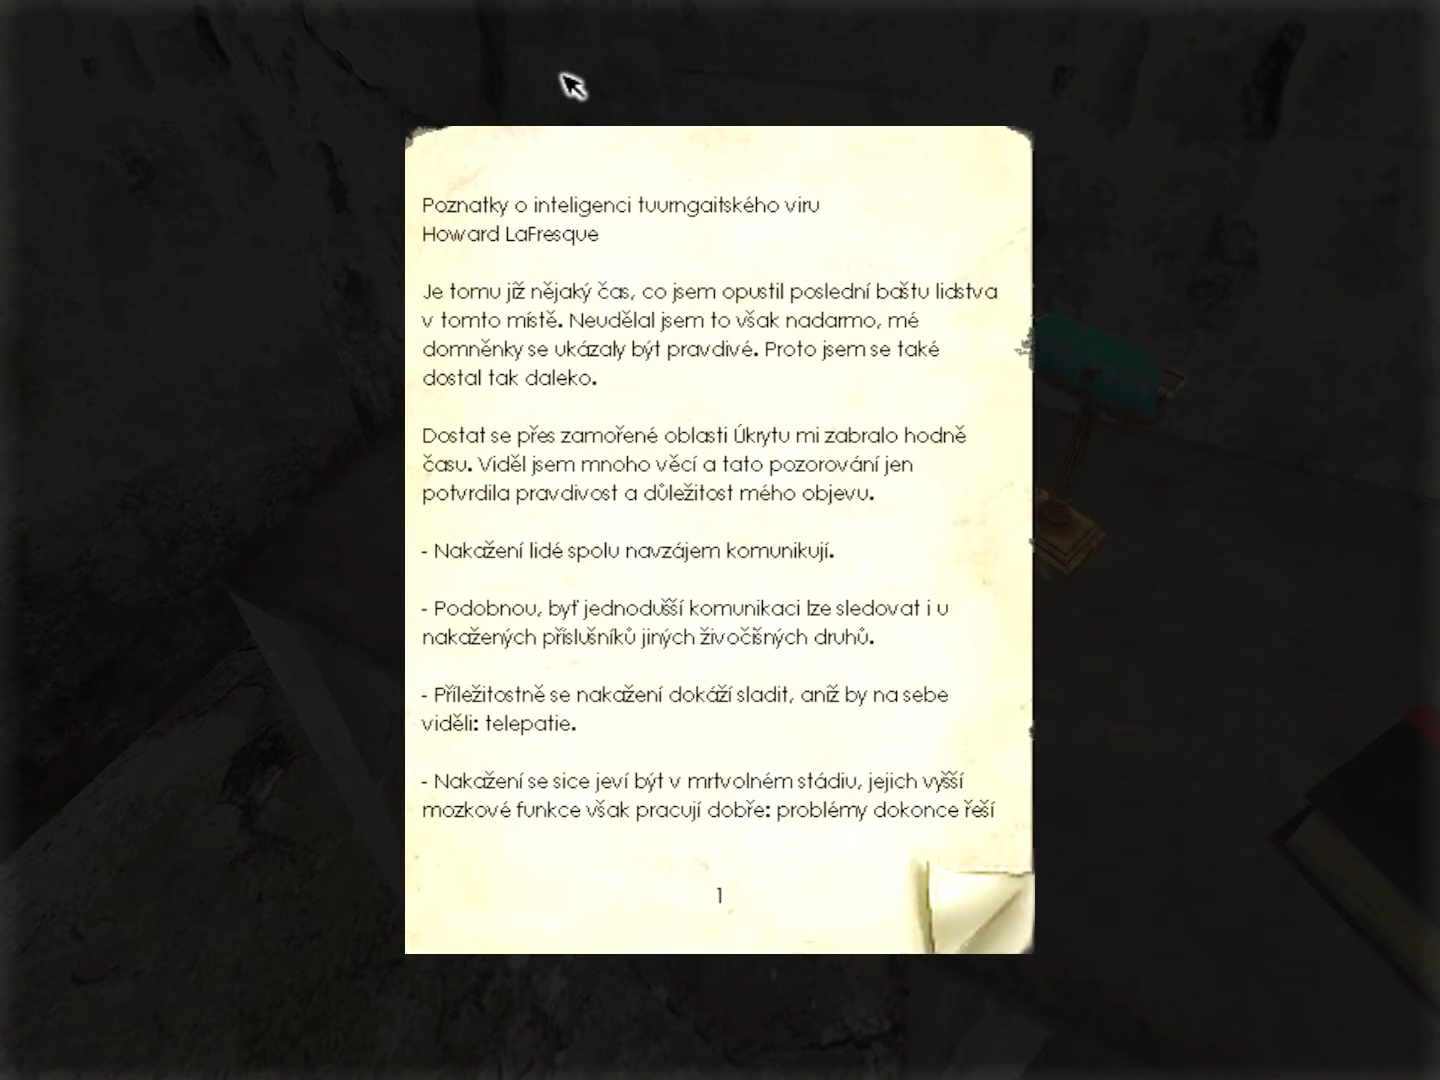 Poznatky o inteligenci tuurngaitského viru
Howard LaFresque
Je tomu již nějaký čas, co jsem opustil poslední baštu lidstva
v tomto místě. Neudělal jsem to však nadarmo, mé
domněnky se ukázaly být pravdivé. Proto jsem se také
dostal tak daleko.
Dostat se přes zamořené oblasti Úkrytu mi zabralo hodně
času. Viděl jsem mnoho věcí a tato pozorování jen
potvrdila pravdivost a důležitost mého objevu.
- Nakažení lidé spolu navzájem komunikují.
- Podobnou, byť jednodušší komunikaci lze sledovat i u
nakažených příslušníků jiných živočišných druhů.
- Příležitostně se nakažení dokáží sladit, aniž by na sebe
viděli: telepatie.
- Nakažení se sice jeví být v mrtvolném stádiu, jejich vyšší
mozkové funkce však pracují dobře: problémy dokonce řeší
1